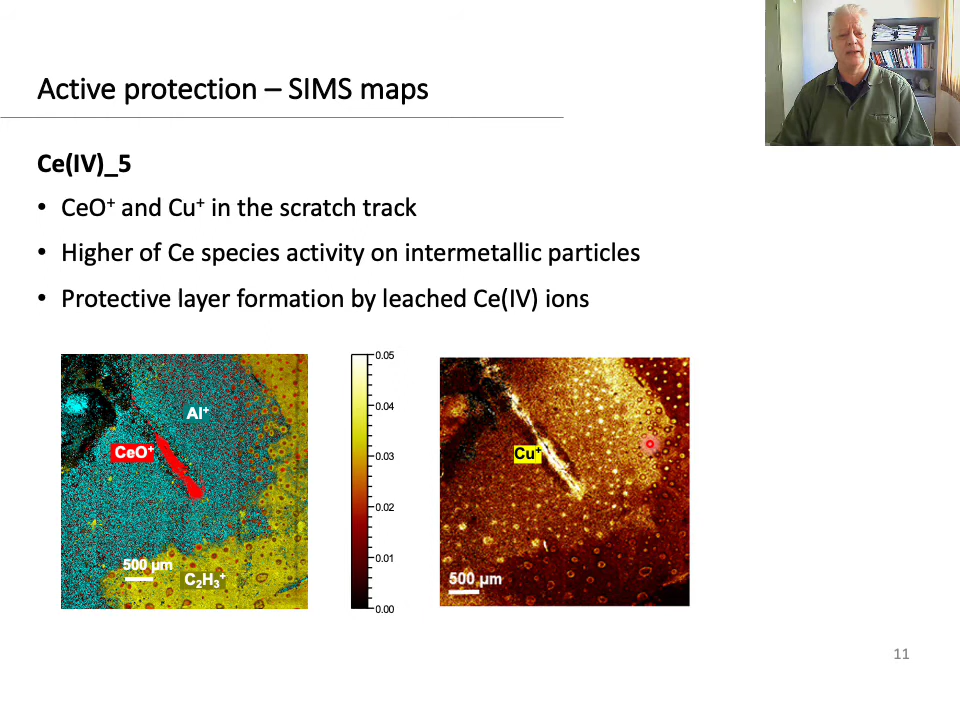 Active protection – SIMS maps
Ce(IV)_5
• CeO⁺ and Cu⁺ in the scratch track
• Higher of Ce species activity on intermetallic particles
• Protective layer formation by leached Ce(IV) ions
Al⁺
CeO⁺
500 µm
C₂H₃⁺
0.05
0.04
0.03
0.02
0.01
0.00
Cu⁺
500 µm
11